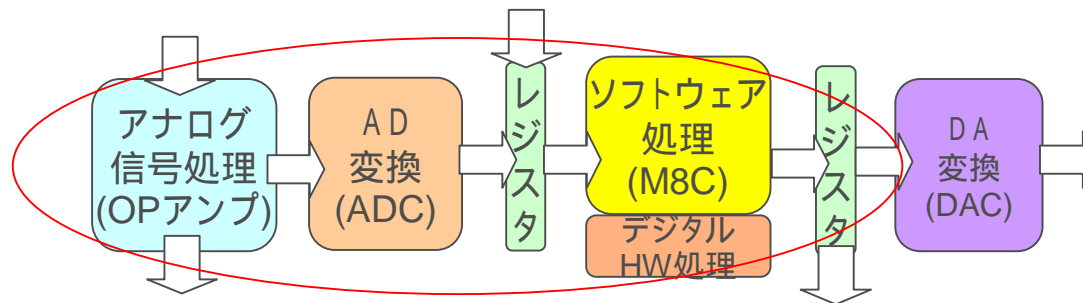 アナログ
信号処理
(OPアンプ)
ＡＤ
変換
(ADC)
レジスタ
ソフトウェア
処理
(M8C)
デジタル
HW処理
レジスタ
ＤＡ
変換
(DAC)